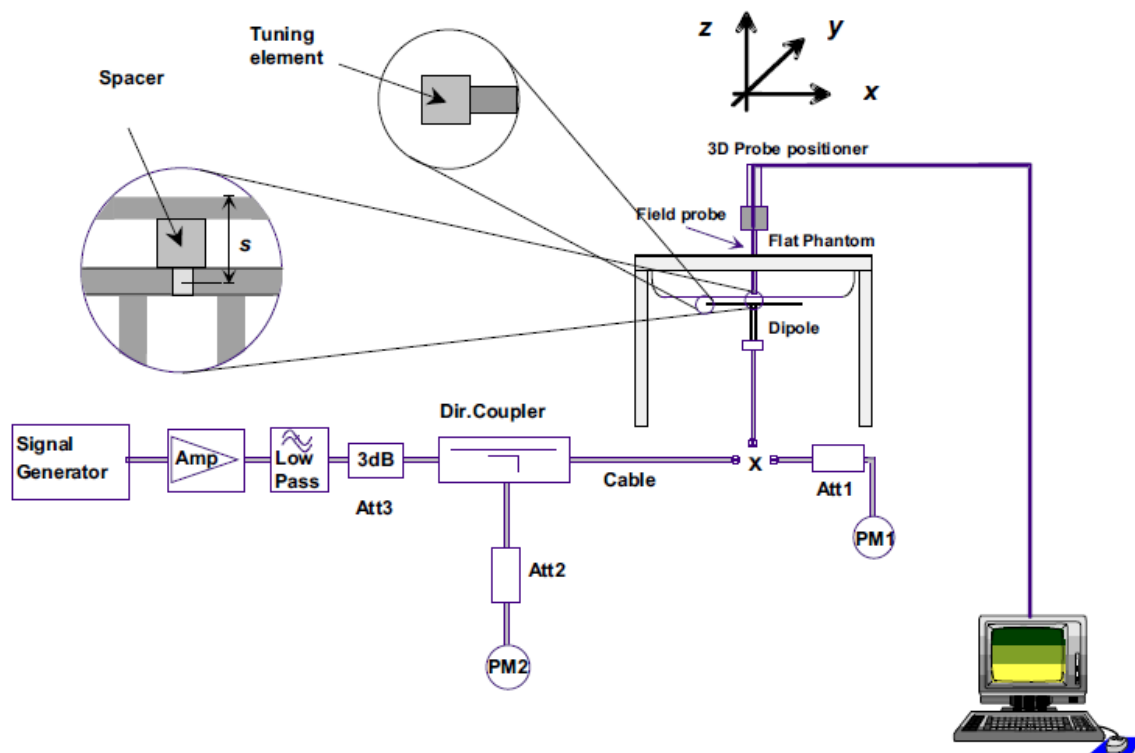 Tuning
element
Spacer
s
z
y
x
3D Probe positioner
Field probe
Flat Phantom
Dipole
Dir.Coupler
Signal
Generator
Amp
Low
Pass
3dB
Att3
Cable
x
Att1
PM1
Att2
PM2